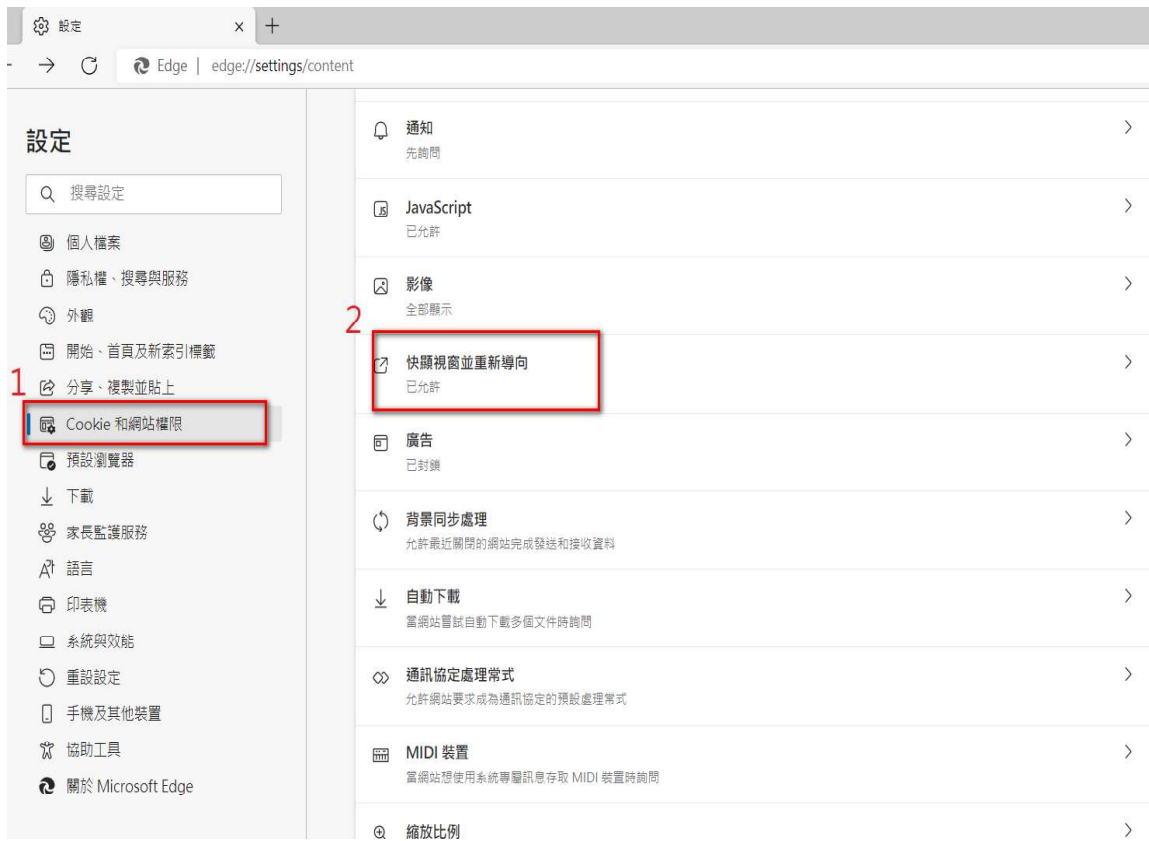 設定
Edge | edge://settings/content
設定
搜尋設定
個人檔案
隱私權、搜尋與服務
外觀
開始、首頁及新索引標籤
1
分享、複製並貼上
Cookie 和網站權限
預設瀏覽器
下載
家長監護服務
語言
印表機
系統與效能
重設設定
手機及其他裝置
協助工具
關於 Microsoft Edge
通知
先詢問
JavaScript
已允許
影像
全部顯示
2
快顯視窗並重新導向
已允許
廣告
已封鎖
背景同步處理
允許最近關閉的網站完成發送和接收資料
自動下載
當網站嘗試自動下載多個文件時詢問
通訊協定處理常式
允許網站要求成為通訊協定的預設處理常式
MIDI 裝置
當網站想使用系統專屬訊息存取 MIDI 裝置時詢問
縮放比例